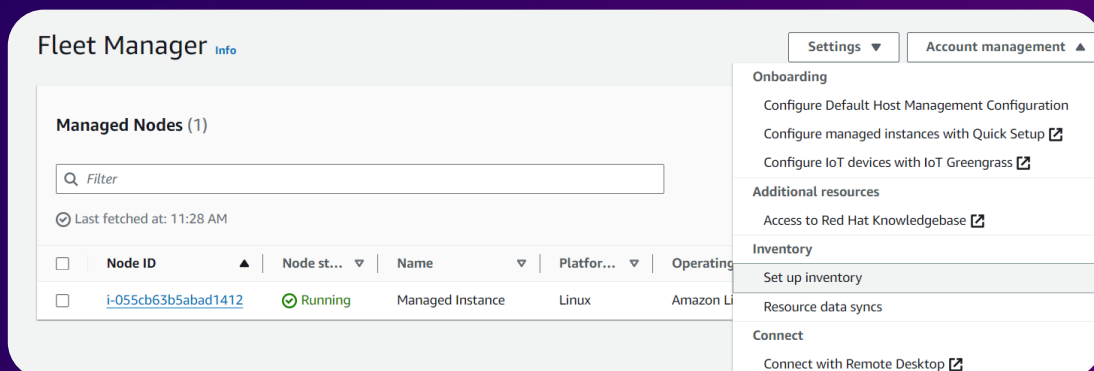 Fleet Manager Info
Settings
Account management
Onboarding
Configure Default Host Management Configuration
Configure managed instances with Quick Setup
Configure IoT devices with IoT Greengrass
Additional resources
Access to Red Hat Knowledgebase
Inventory
Set up inventory
Resource data syncs
Connect
Connect with Remote Desktop
Managed Nodes (1)
Filter
Last fetched at: 11:28 AM
Node ID Node st... Name Platfor... Operating
i-055cb63b5abad1412 Running Managed Instance Linux Amazon Li